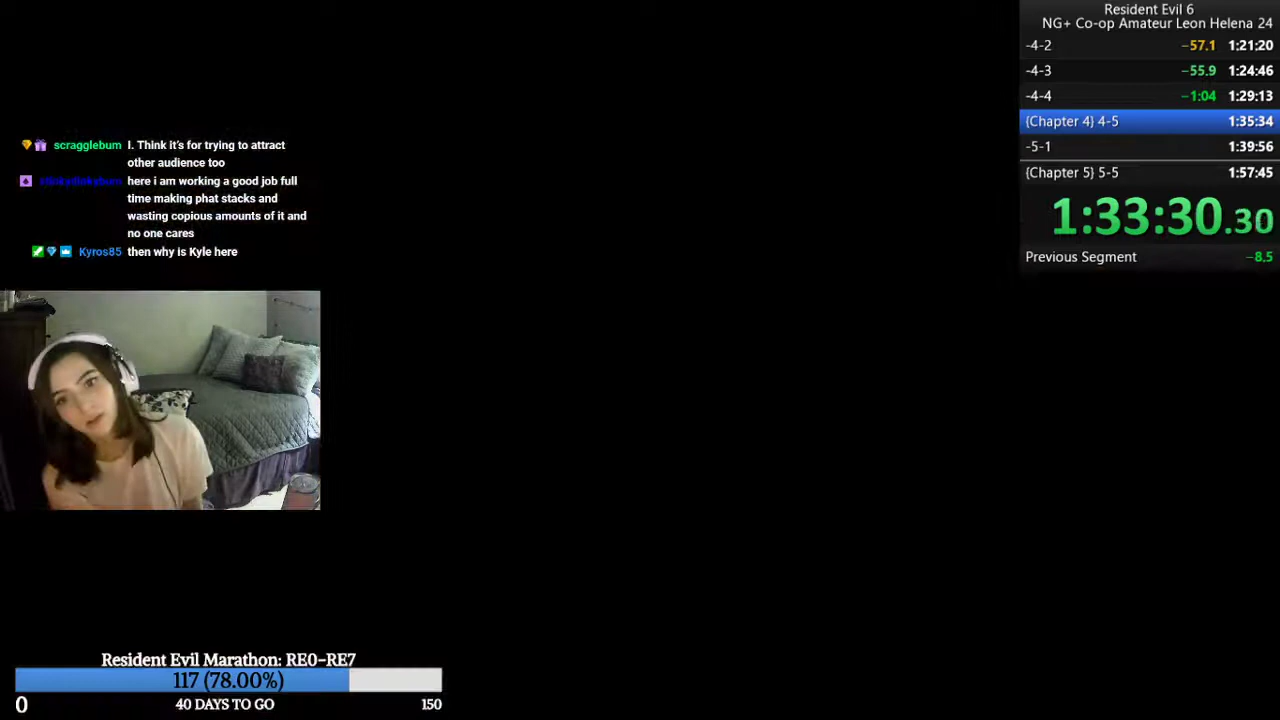 Resident Evil 6
NG+ Co-op Amateur Leon Helena 24
-4-2 −57.1 1:21:20
-4-3 −55.9 1:24:46
-4-4 −1:04 1:29:13
{Chapter 4} 4-5 1:35:34
-5-1 1:39:56
{Chapter 5} 5-5 1:57:45
1:33:30.30
Previous Segment −8.5
scragglebum I. Think it's for trying to attract
other audience too
here i am working a good job full
time making phat stacks and
wasting copious amounts of it and
no one cares
Kyros85 then why is Kyle here
Resident Evil Marathon: RE0-RE7
117 (78.00%)
0 40 DAYS TO GO 150